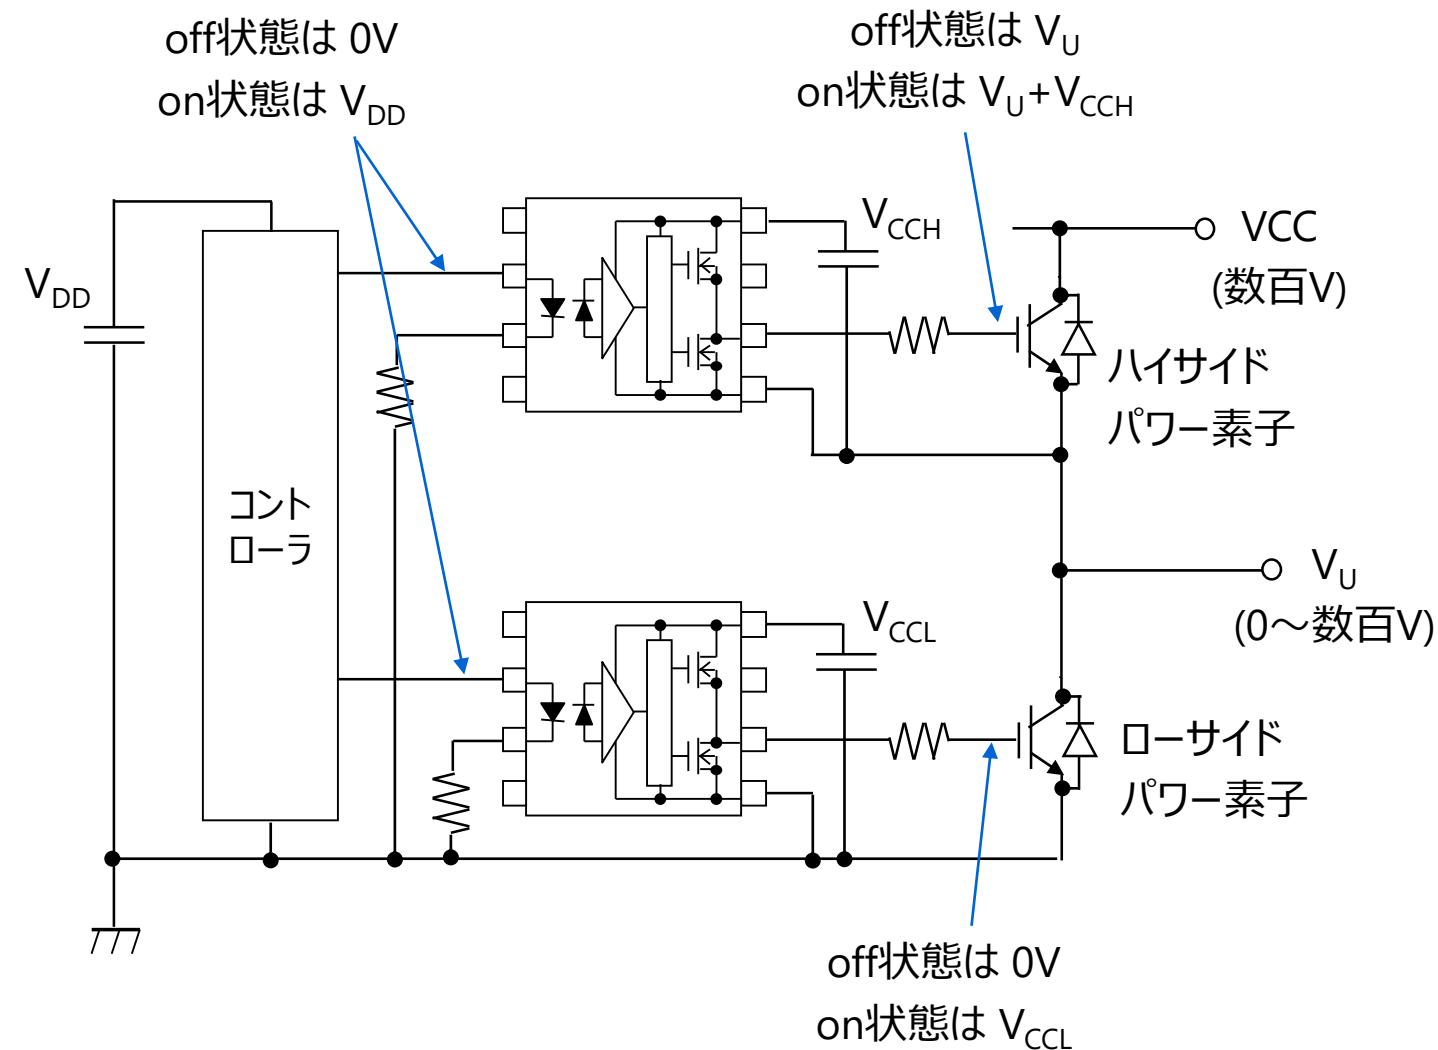 off状態は 0V
on状態は VDD
off状態は VU
on状態は VU+VCCH
VCCH
VCC
(数百V)
VDD
ハイサイド
パワー素子
コント
ローラ
VU
(0～数百V)
VCCL
ローサイド
パワー素子
off状態は 0V
on状態は VCCL